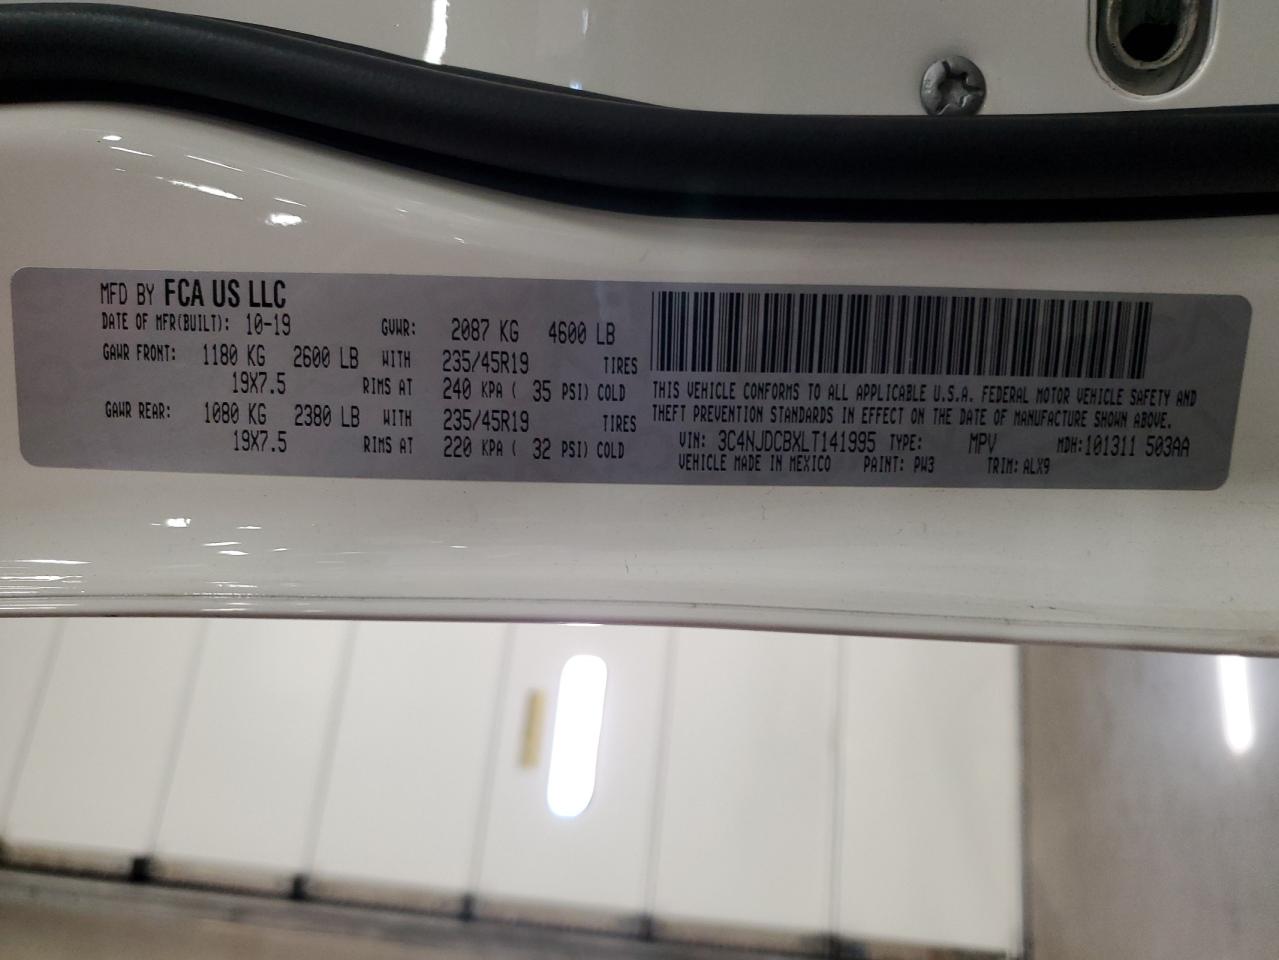 MFD BY FCA US LLC
DATE OF MFR(BUILT): 10-19 GVWR: 2087 KG 4600 LB
GAWR FRONT: 1180 KG 2600 LB WITH 235/45R19 TIRES
19X7.5 RIMS AT 240 KPA ( 35 PSI) COLD
GAWR REAR: 1080 KG 2380 LB WITH 235/45R19 TIRES
19X7.5 RIMS AT 220 KPA ( 32 PSI) COLD
THIS VEHICLE CONFORMS TO ALL APPLICABLE U.S.A. FEDERAL MOTOR VEHICLE SAFETY AND
THEFT PREVENTION STANDARDS IN EFFECT ON THE DATE OF MANUFACTURE SHOWN ABOVE.
VIN: 3C4NJDCBXLT141995 TYPE: MPV MDH:101311 503AA
VEHICLE MADE IN MEXICO PAINT: PW3 TRIM: ALX9